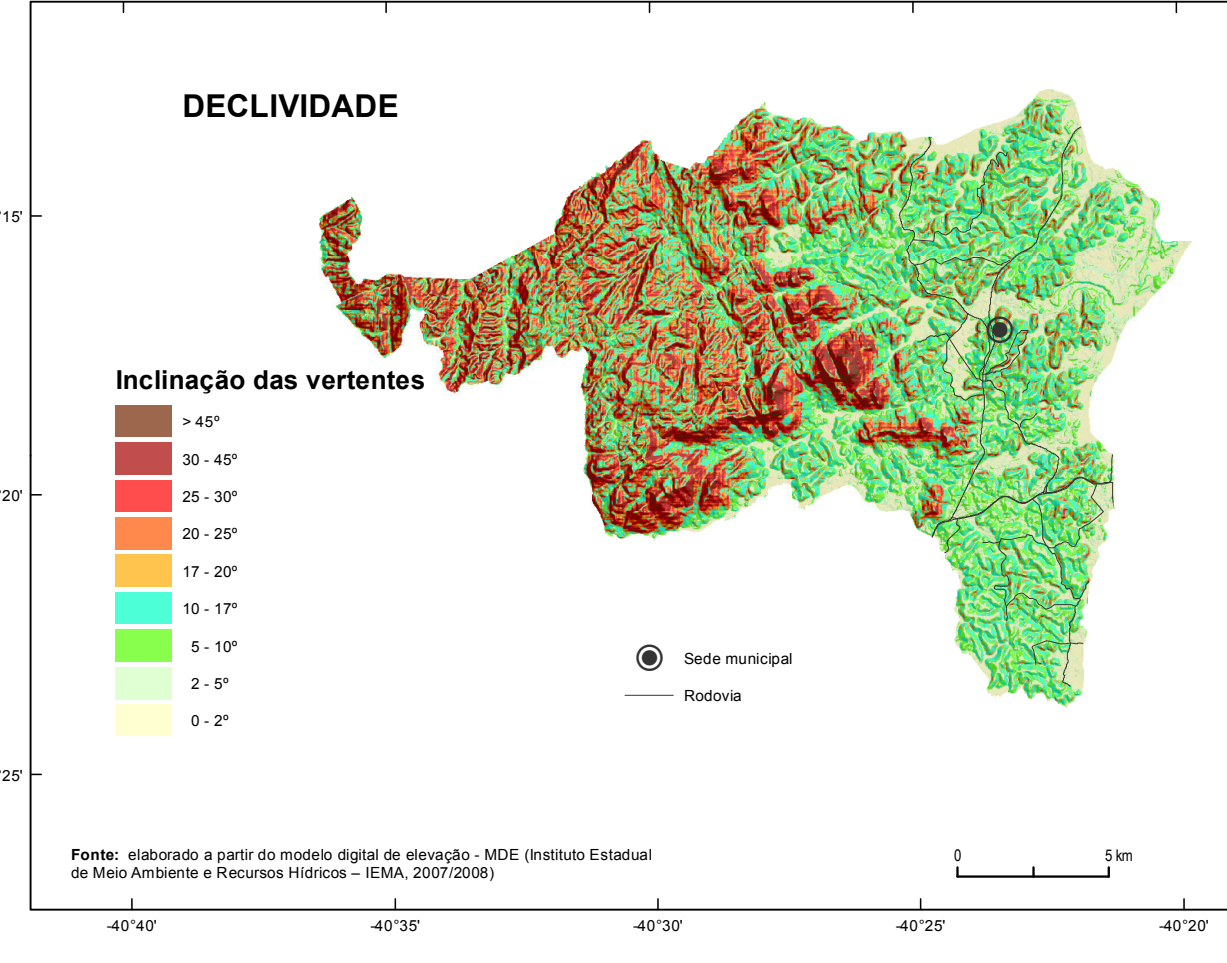 DECLIVIDADE
15'
Inclinação das vertentes
> 45º
30 - 45º
25 - 30º
20'
20 - 25º
17 - 20º
10 - 17º
5 - 10º
2 - 5º
0 - 2º
Sede municipal
Rodovia
25'
Fonte: elaborado a partir do modelo digital de elevação - MDE (Instituto Estadual
de Meio Ambiente e Recursos Hídricos – IEMA, 2007/2008)
0 5 km
-40°40' -40°35' -40°30' -40°25' -40°20'